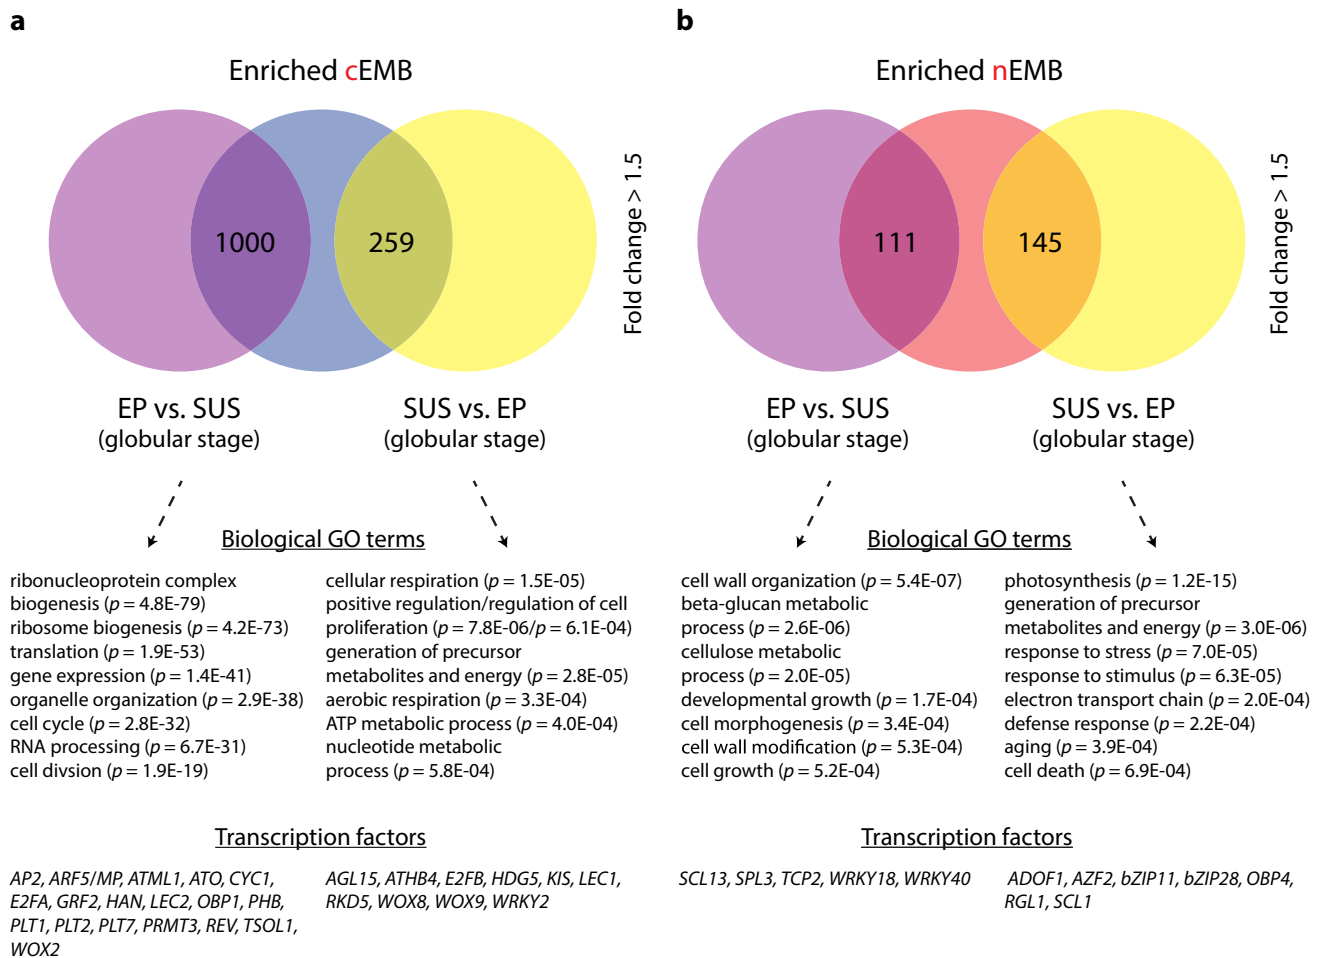 a
Enriched cEMB
1000
259
Fold change > 1.5
EP vs. SUS
(globular stage)
SUS vs. EP
(globular stage)
Biological GO terms
ribonucleoprotein complex
biogenesis (p = 4.8E-79)
ribosome biogenesis (p = 4.2E-73)
translation (p = 1.9E-53)
gene expression (p = 1.4E-41)
organelle organization (p = 2.9E-38)
cell cycle (p = 2.8E-32)
RNA processing (p = 6.7E-31)
cell divsion (p = 1.9E-19)
cellular respiration (p = 1.5E-05)
positive regulation/regulation of cell
proliferation (p = 7.8E-06/p = 6.1E-04)
generation of precursor
metabolites and energy (p = 2.8E-05)
aerobic respiration (p = 3.3E-04)
ATP metabolic process (p = 4.0E-04)
nucleotide metabolic
process (p = 5.8E-04)
Transcription factors
AP2, ARF5/MP, ATML1, ATO, CYC1,
E2FA, GRF2, HAN, LEC2, OBP1, PHB,
PLT1, PLT2, PLT7, PRMT3, REV, TSOL1,
WOX2
AGL15, ATHB4, E2FB, HDG5, KIS, LEC1,
RKD5, WOX8, WOX9, WRKY2
b
Enriched nEMB
111
145
Fold change > 1.5
EP vs. SUS
(globular stage)
SUS vs. EP
(globular stage)
Biological GO terms
cell wall organization (p = 5.4E-07)
beta-glucan metabolic
process (p = 2.6E-06)
cellulose metabolic
process (p = 2.0E-05)
developmental growth (p = 1.7E-04)
cell morphogenesis (p = 3.4E-04)
cell wall modification (p = 5.3E-04)
cell growth (p = 5.2E-04)
photosynthesis (p = 1.2E-15)
generation of precursor
metabolites and energy (p = 3.0E-06)
response to stress (p = 7.0E-05)
response to stimulus (p = 6.3E-05)
electron transport chain (p = 2.0E-04)
defense response (p = 2.2E-04)
aging (p = 3.9E-04)
cell death (p = 6.9E-04)
Transcription factors
SCL13, SPL3, TCP2, WRKY18, WRKY40
ADOF1, AZF2, bZIP11, bZIP28, OBP4,
RGL1, SCL1